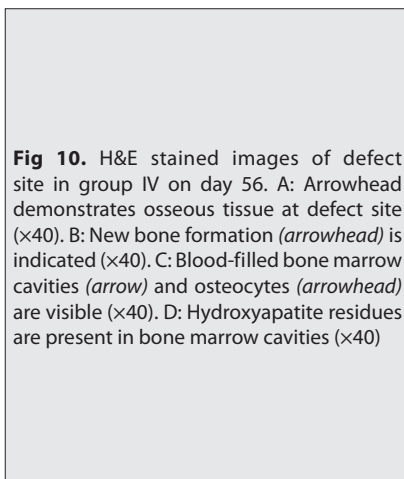 Fig 10. H&E stained images of defect
site in group IV on day 56. A: Arrowhead
demonstrates osseous tissue at defect site
(×40). B: New bone formation (arrowhead) is
indicated (×40). C: Blood-filled bone marrow
cavities (arrow) and osteocytes (arrowhead)
are visible (×40). D: Hydroxyapatite residues
are present in bone marrow cavities (×40)